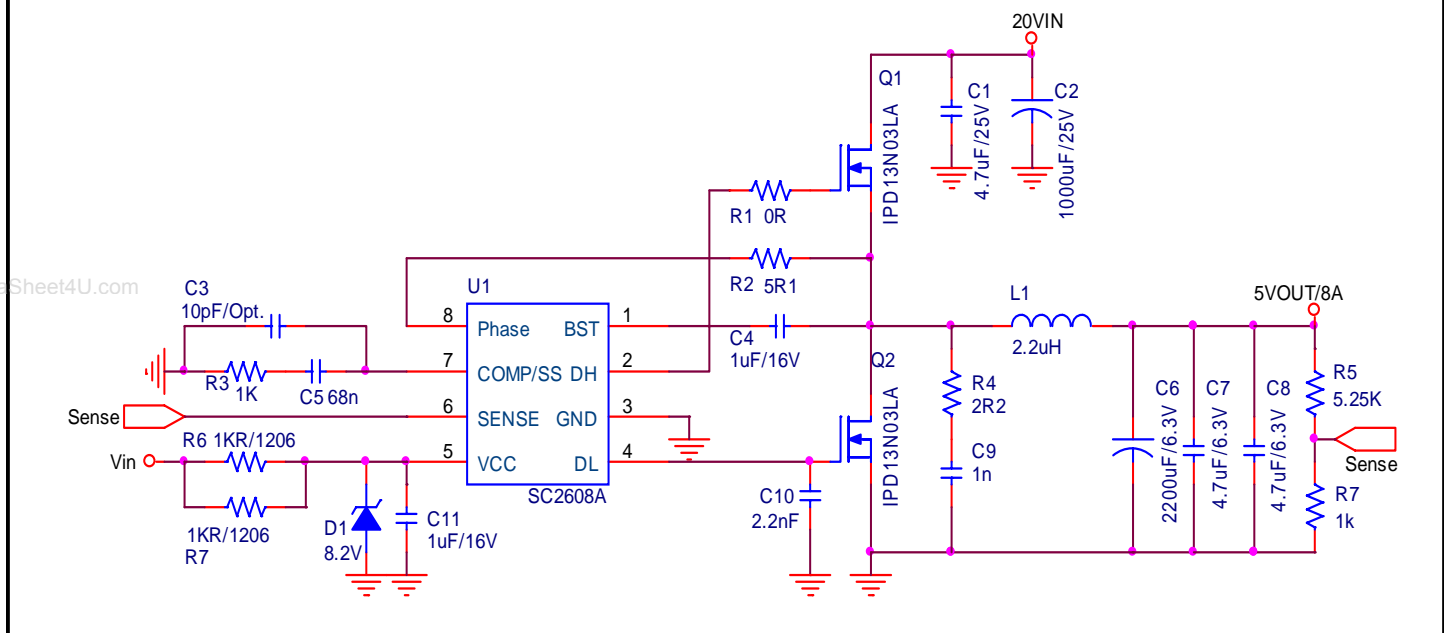 20VIN
Q1
IPD13N03LA
C1
4.7uF/25V
C2
1000uF/25V
R1 0R
R2 5R1
aSheet4U.com
U1
C3
10pF/Opt.
R3 1K
C5 68n
8 Phase
BST 1
7 COMP/SS
DH 2
6 SENSE
GND 3
5 VCC
DL 4
SC2608A
Sense
R6 1KR/1206
Vin
1KR/1206
R7
D1
8.2V
C11
1uF/16V
C4
1uF/16V
Q2
IPD13N03LA
C10
2.2nF
R4
2R2
C9
1n
L1
2.2uH
5VOUT/8A
C6
2200uF/6.3V
C7
4.7uF/6.3V
C8
4.7uF/6.3V
R5
5.25K
Sense
R7
1k